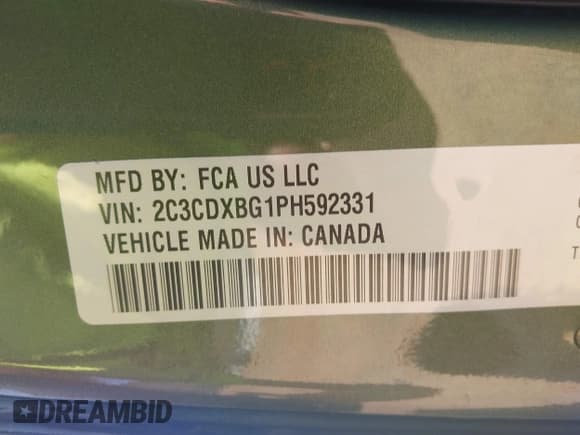 MFD BY: FCA US LLC
VIN: 2C3CDXBG1PH592331
VEHICLE MADE IN: CANADA
DREAMBID